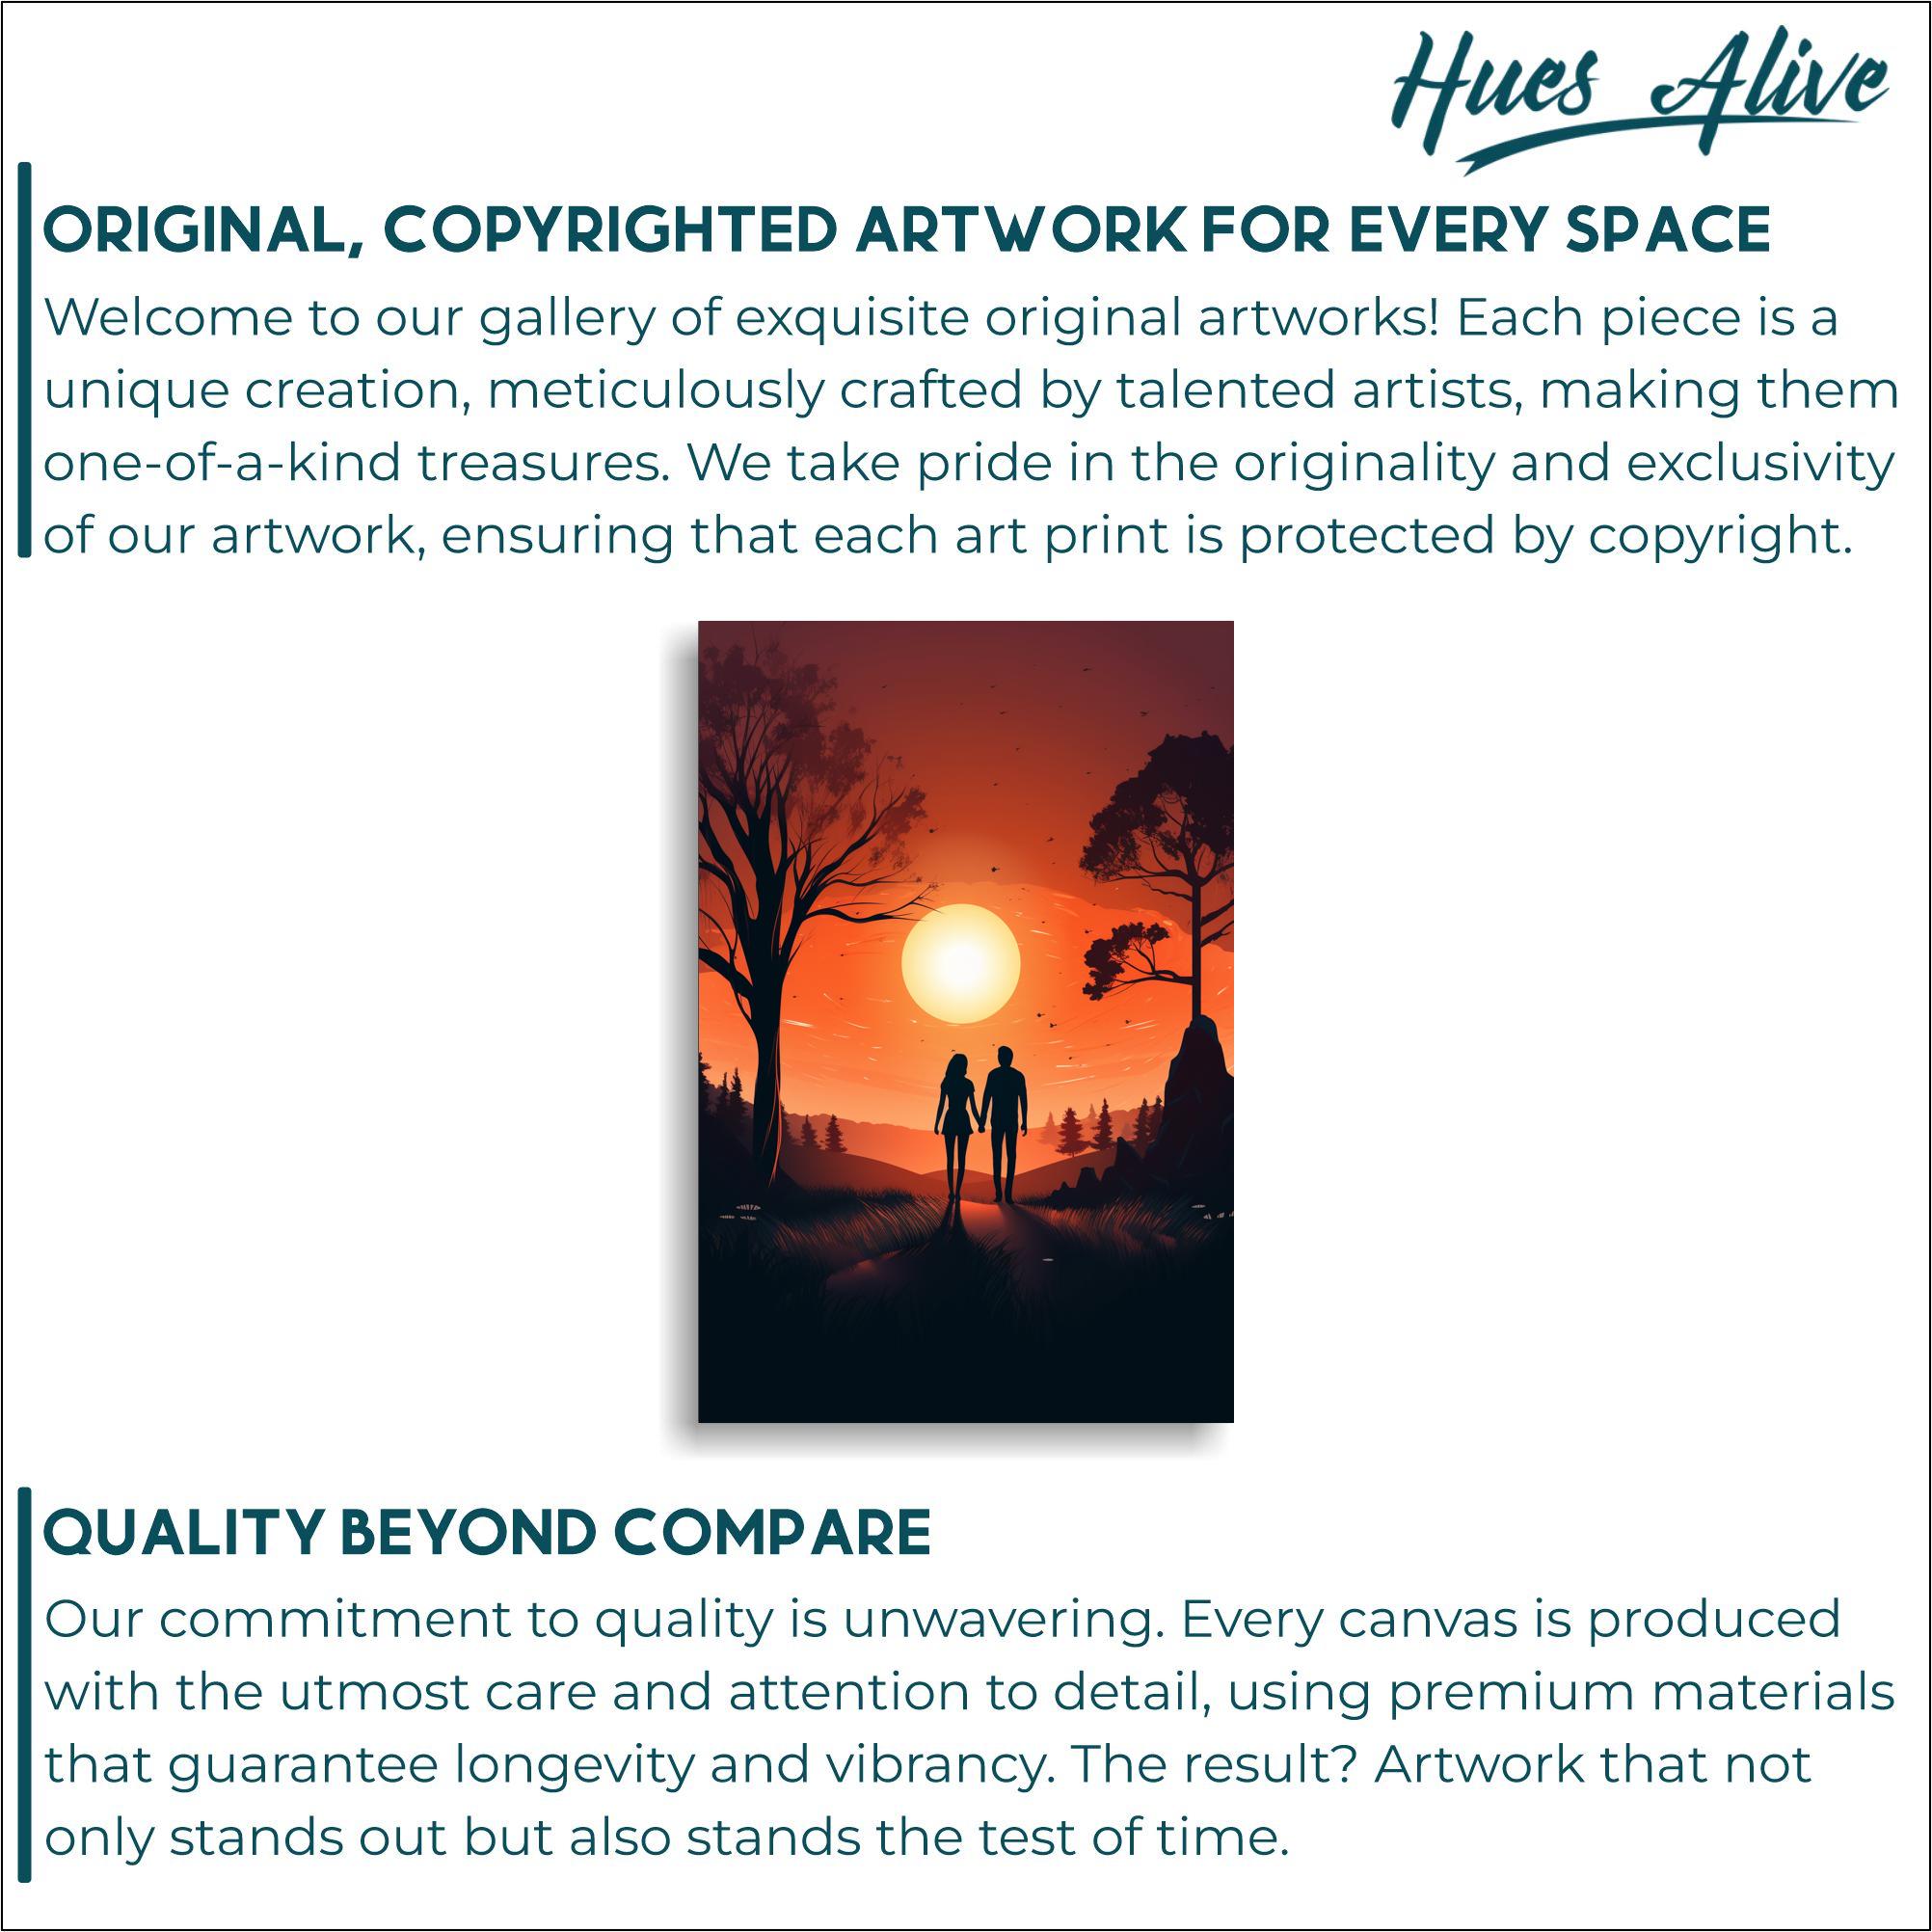 Hues Alive
ORIGINAL, COPYRIGHTED ARTWORK FOR EVERY SPACE
Welcome to our gallery of exquisite original artworks! Each piece is a
unique creation, meticulously crafted by talented artists, making them
one-of-a-kind treasures. We take pride in the originality and exclusivity
of our artwork, ensuring that each art print is protected by copyright.
QUALITY BEYOND COMPARE
Our commitment to quality is unwavering. Every canvas is produced
with the utmost care and attention to detail, using premium materials
that guarantee longevity and vibrancy. The result? Artwork that not
only stands out but also stands the test of time.